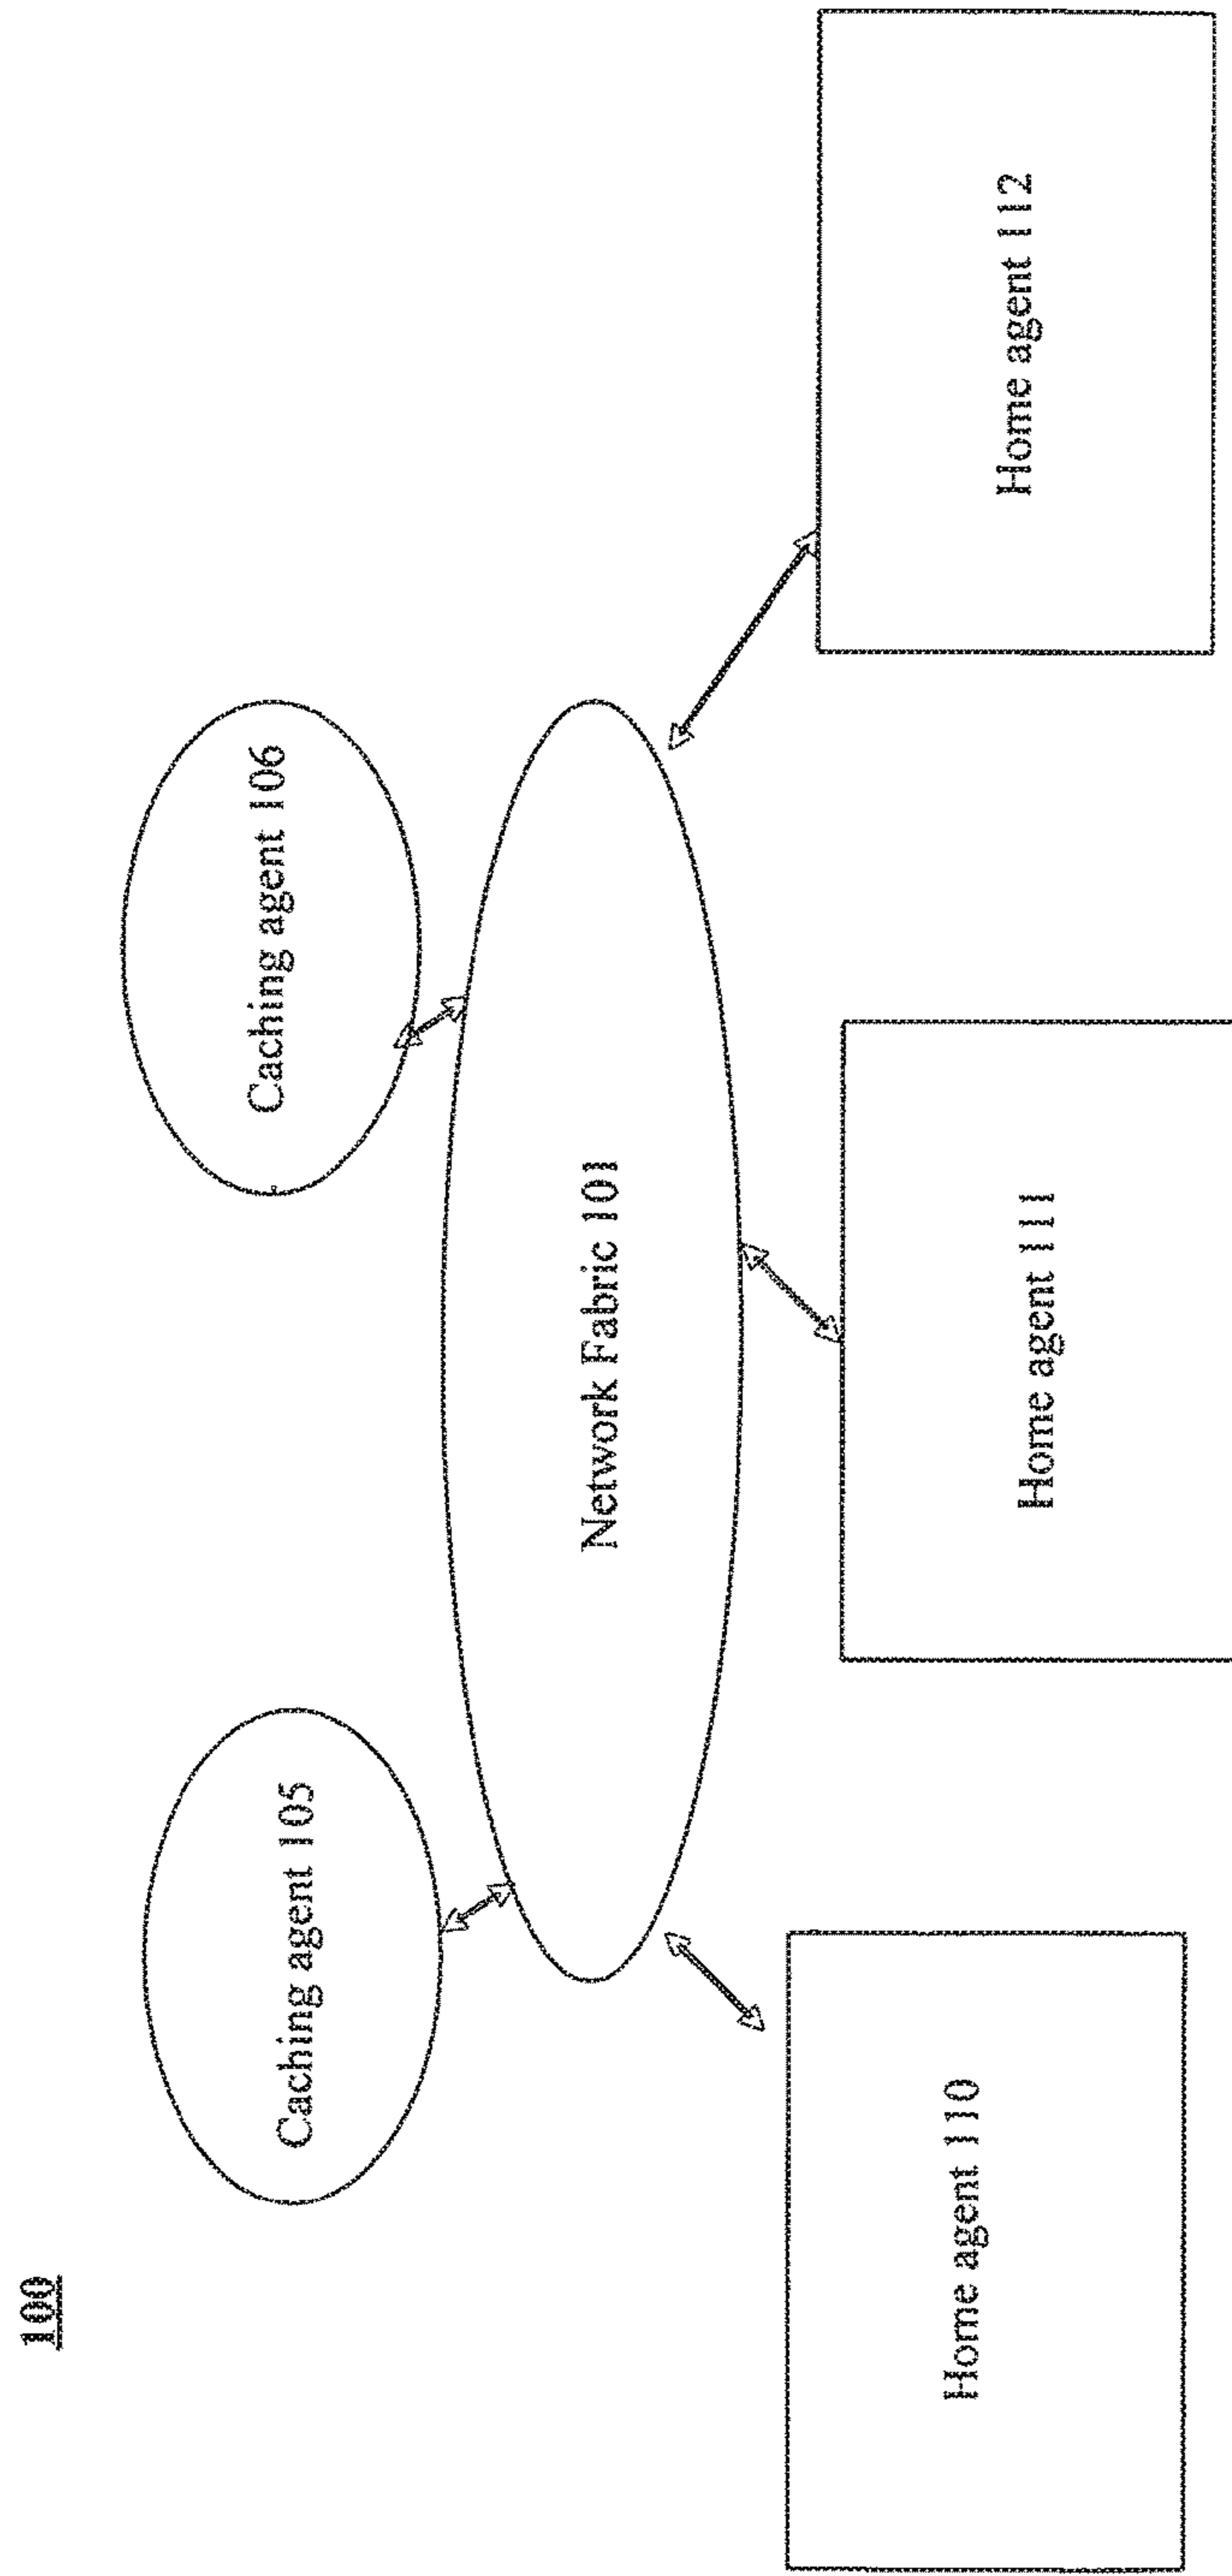 100
Caching agent 105
Caching agent 106
Network Fabric 101
Home agent 110
Home agent 111
Home agent 112